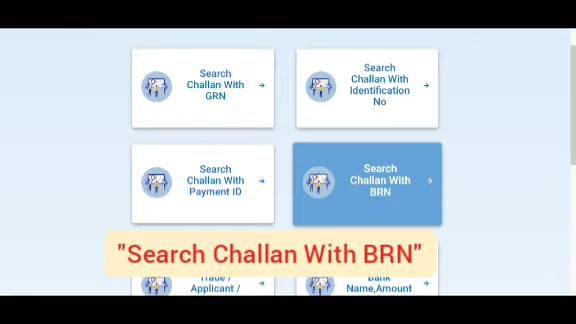 Search
Challan With
GRN
Search
Challan With
Identification
No
Search
Challan With
Payment ID
Search
Challan With
BRN
"Search Challan With BRN"
Trade /
Applicant /
Bank
Name,Amount